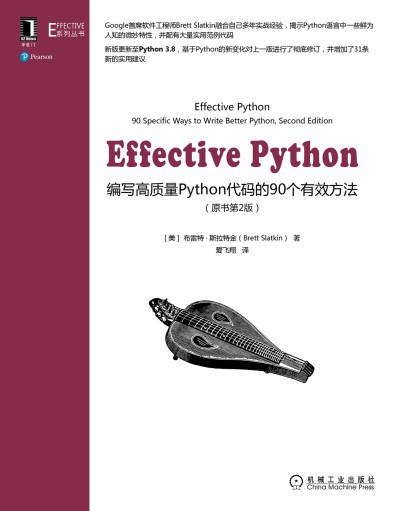 华章IT
Pearson
EFFECTIVE
系列丛书
Google首席软件工程师Brett Slatkin融合自己多年实战经验，揭示Python语言中一些鲜为
人知的微妙特性，并配有大量实用范例代码
新版更新至Python 3.8，基于Python的新变化对上一版进行了彻底修订，并增加了31条
新的实用建议
Effective Python
90 Specific Ways to Write Better Python, Second Edition
Effective Python
编写高质量Python代码的90个有效方法
（原书第2版）
[美] 布雷特·斯拉特金（Brett Slatkin） 著
爱飞翔 译
机械工业出版社
China Machine Press